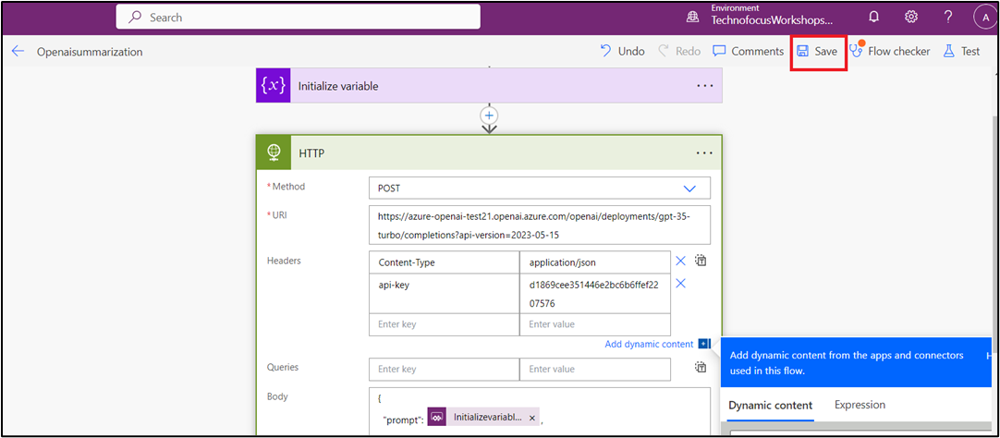 Search
Environment
TechnofocusWorkshops...
?
A
Openaisummarization
Undo
Redo
Comments
Save
Flow checker
Test
{x}
Initialize variable
...
+
HTTP
...
* Method
POST
* URI
https://azure-openai-test21.openai.azure.com/openai/deployments/gpt-35-
turbo/completions?api-version=2023-05-15
Headers
Content-Type
application/json
api-key
d1869cee351446e2bc6b6ffef22
07576
Enter key
Enter value
Add dynamic content
Queries
Enter key
Enter value
Body
{
"prompt": Initializevariabl... × ,
Add dynamic content from the apps and connectors
used in this flow.
H
Dynamic content
Expression